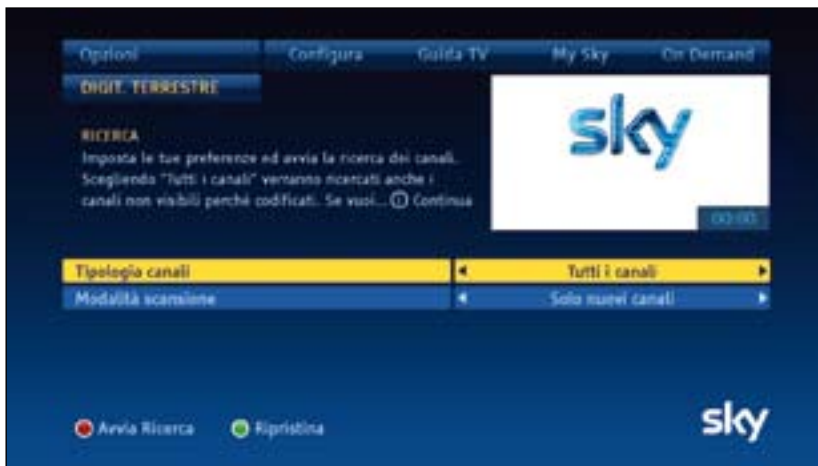 Opzioni Configura Guida TV My Sky On Demand
DIGIT. TERRESTRE
sky
RICERCA
Imposta le tue preferenze ed avvia la ricerca dei canali.
Scegliendo "Tutti i canali" verranno ricercati anche i
canali non visibili perché codificati. Se vuoi... i Continua
00:00
Tipologia canali Tutti i canali
Modalità scansione Solo nuovi canali
Avvia Ricerca Ripristina
sky